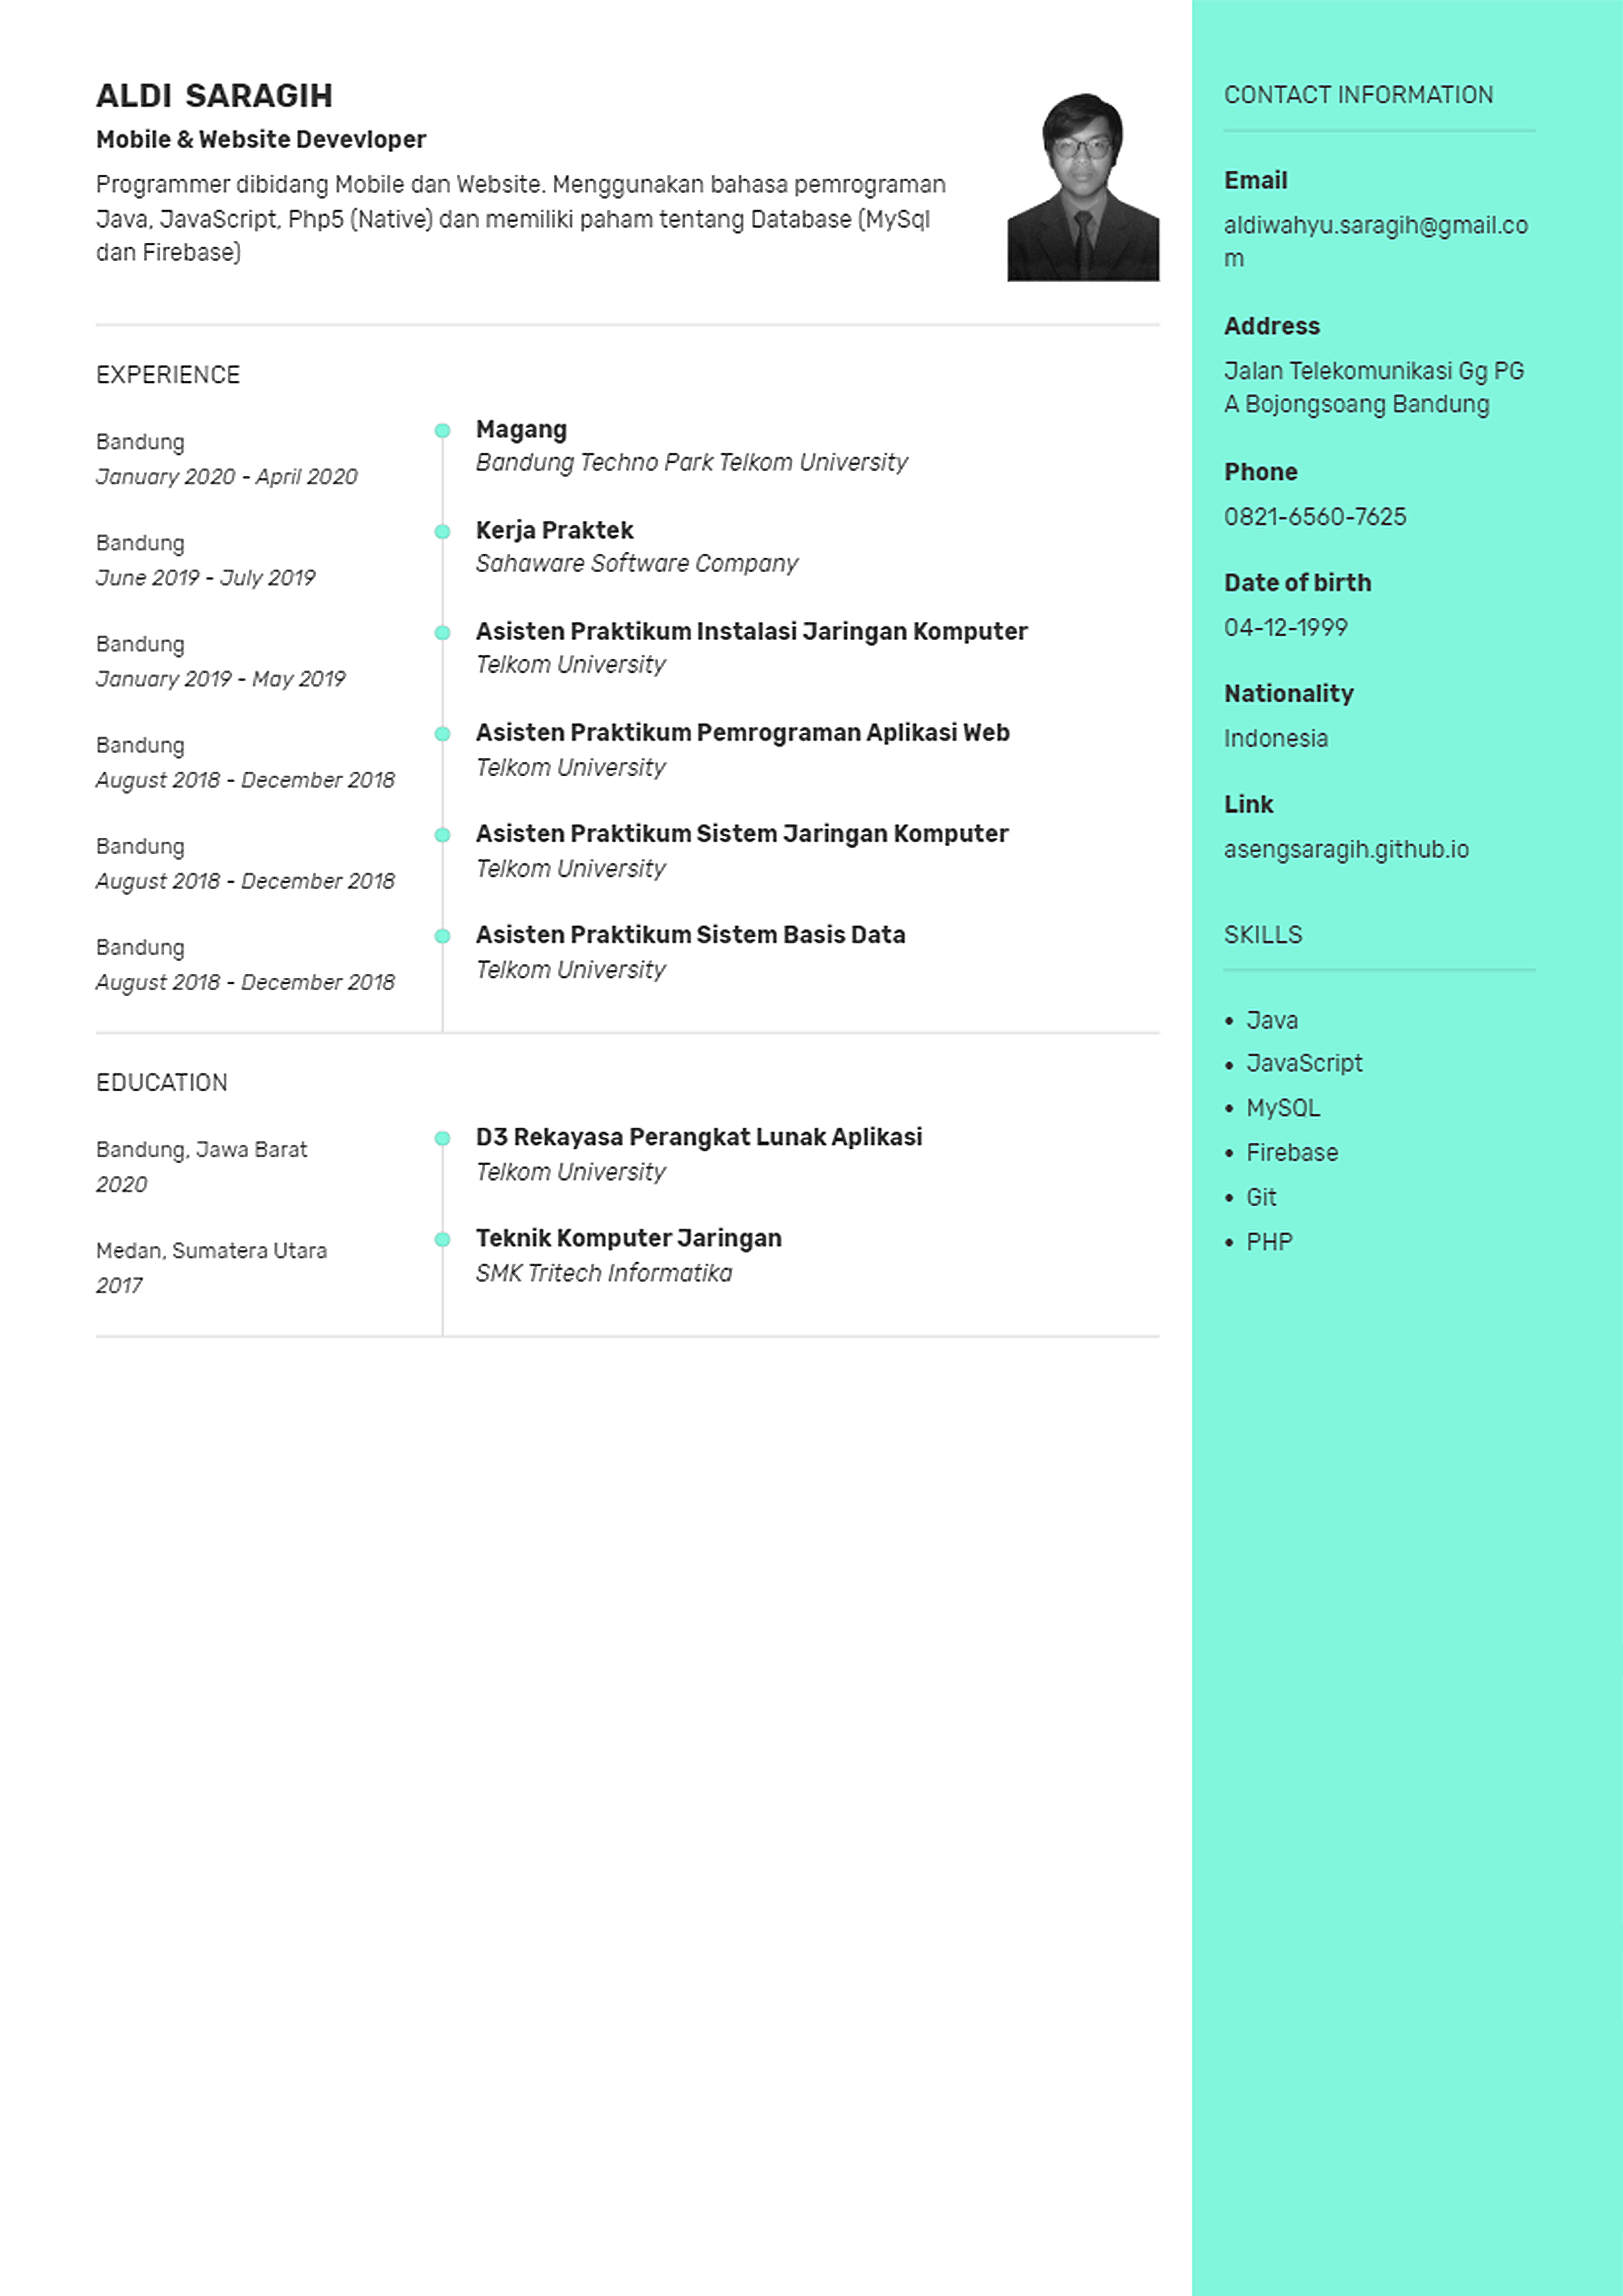 ALDI SARAGIH
Mobile & Website Devevloper
Programmer dibidang Mobile dan Website. Menggunakan bahasa pemrograman
Java, JavaScript, Php5 (Native) dan memiliki paham tentang Database (MySql
dan Firebase)
EXPERIENCE
Bandung
January 2020 - April 2020
Magang
Bandung Techno Park Telkom University
Bandung
June 2019 - July 2019
Kerja Praktek
Sahaware Software Company
Bandung
January 2019 - May 2019
Asisten Praktikum Instalasi Jaringan Komputer
Telkom University
Bandung
August 2018 - December 2018
Asisten Praktikum Pemrograman Aplikasi Web
Telkom University
Bandung
August 2018 - December 2018
Asisten Praktikum Sistem Jaringan Komputer
Telkom University
Bandung
August 2018 - December 2018
Asisten Praktikum Sistem Basis Data
Telkom University
EDUCATION
Bandung, Jawa Barat
2020
D3 Rekayasa Perangkat Lunak Aplikasi
Telkom University
Medan, Sumatera Utara
2017
Teknik Komputer Jaringan
SMK Tritech Informatika
CONTACT INFORMATION
Email
aldiwahyu.saragih@gmail.co
m
Address
Jalan Telekomunikasi Gg PG
A Bojongsoang Bandung
Phone
0821-6560-7625
Date of birth
04-12-1999
Nationality
Indonesia
Link
asengsaragih.github.io
SKILLS
• Java
• JavaScript
• MySQL
• Firebase
• Git
• PHP